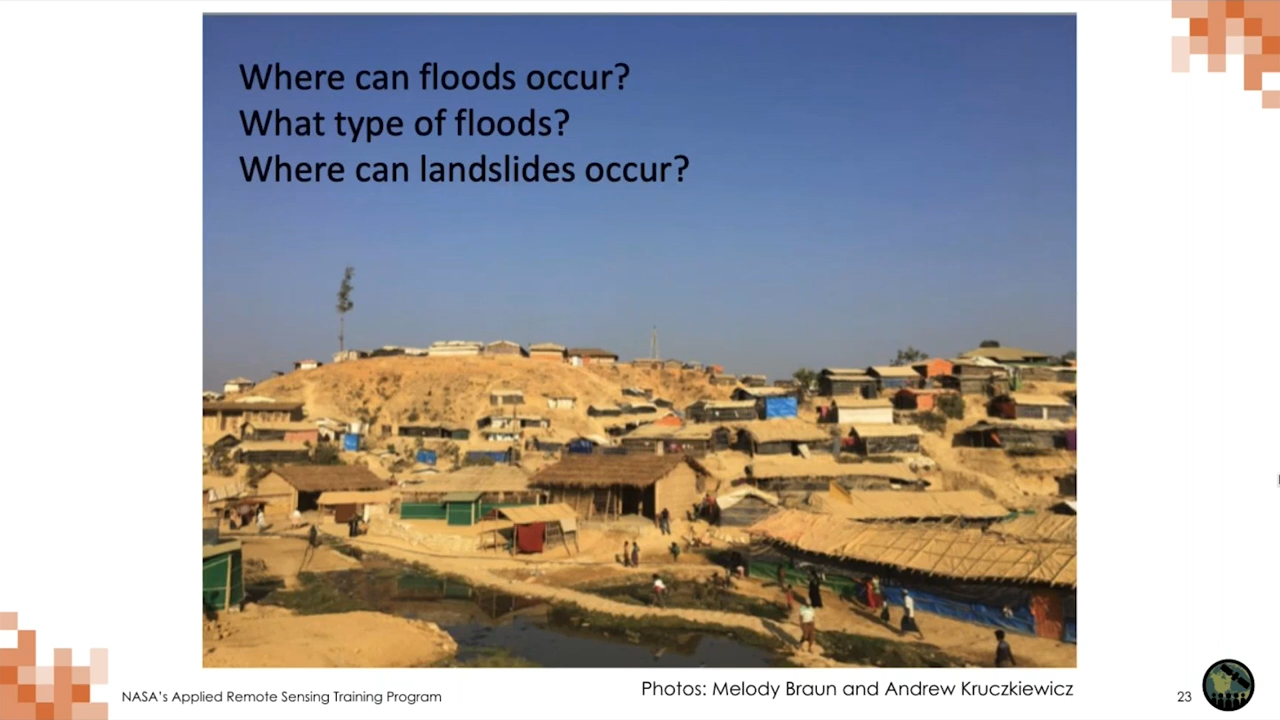 Where can floods occur?
What type of floods?
Where can landslides occur?
Photos: Melody Braun and Andrew Kruczkiewicz
NASA's Applied Remote Sensing Training Program
23